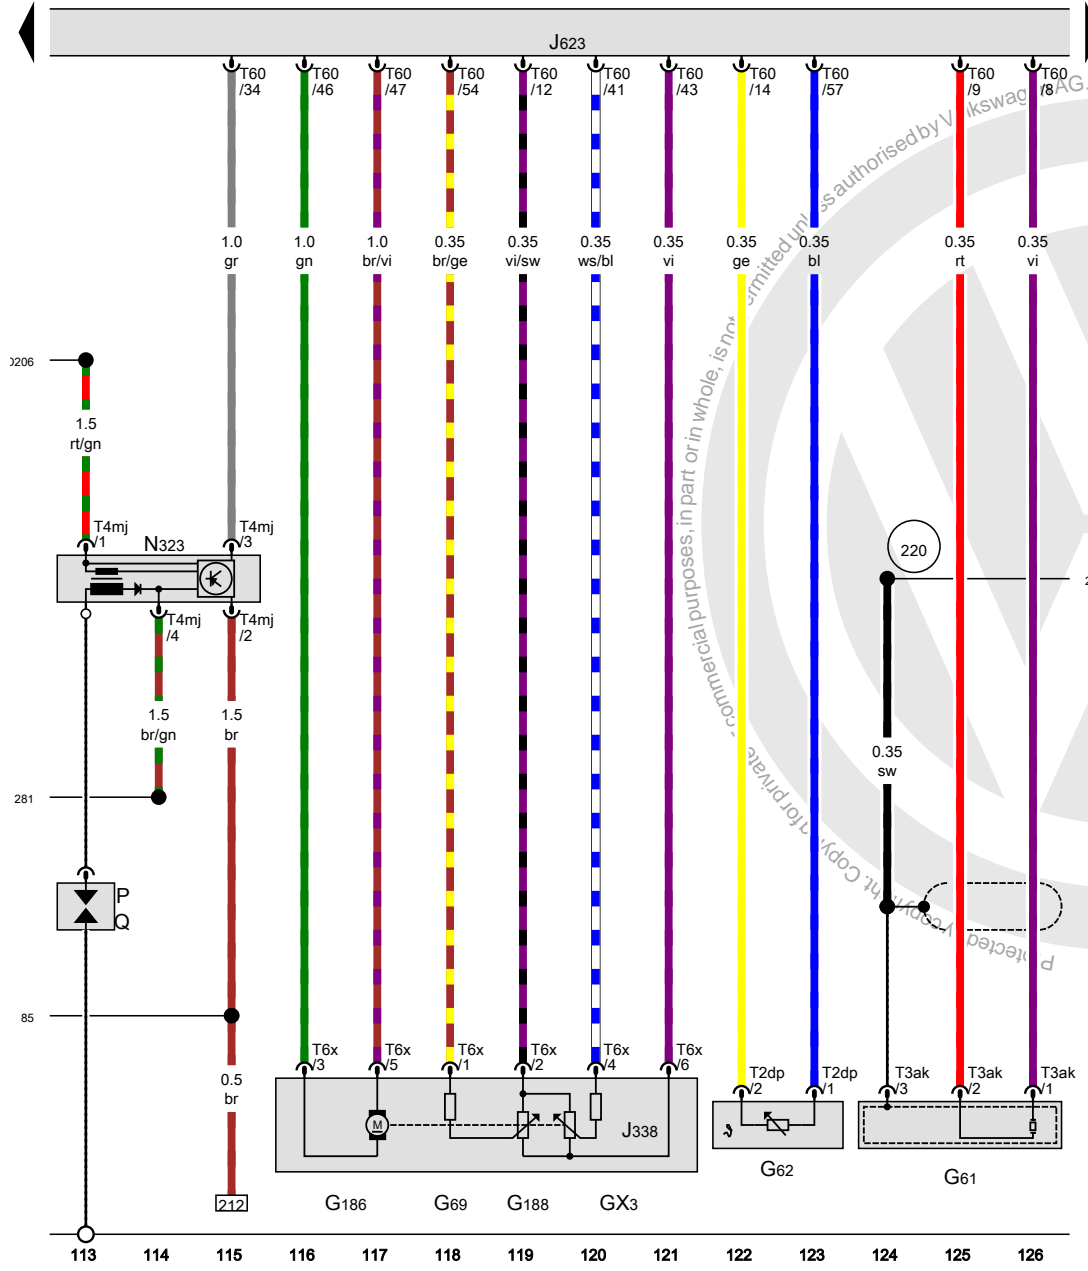 J623
T60
/34
T60
/46
T60
/47
T60
/54
T60
/12
T60
/41
T60
/43
T60
/14
T60
/57
T60
/9
T60
/8
1.0
gr
1.0
gn
1.0
br/vi
0.35
br/ge
0.35
vi/sw
0.35
ws/bl
0.35
vi
0.35
ge
0.35
bl
0.35
rt
0.35
vi
206
1.5
rt/gn
T4mj
/1
N323
T4mj
/3
220
T4mj
/4
T4mj
/2
1.5
br/gn
1.5
br
0.35
sw
281
P
Q
85
0.5
br
T6x
/3
T6x
/5
T6x
/1
T6x
/2
T6x
/4
T6x
/6
T2dp
/2
T2dp
/1
T3ak
/3
T3ak
/2
T3ak
/1
M
J338
G62
G61
212
G186
G69
G188
GX3
113 114 115 116 117 118 119 120 121 122 123 124 125 126